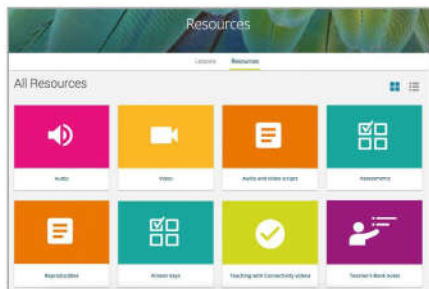 Resources
Lessons Resources
All Resources
Audio
Video
Audio and video scripts
Assessments
Reproducibles
Answer keys
Teaching with Connectivity videos
Teacher's Book notes